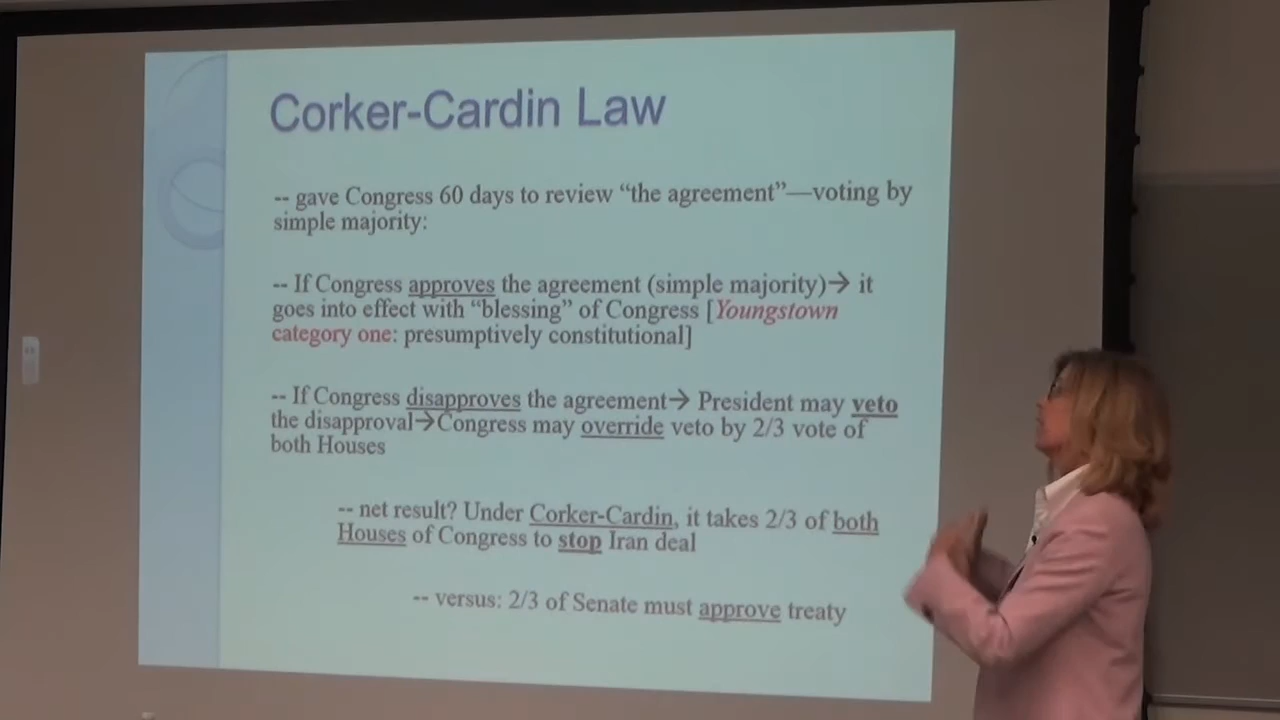 Corker-Cardin Law
-- gave Congress 60 days to review “the agreement”—voting by
simple majority:
-- If Congress approves the agreement (simple majority)→ it
goes into effect with “blessing” of Congress [Youngstown
category one: presumptively constitutional]
-- If Congress disapproves the agreement→ President may veto
the disapproval→Congress may override veto by 2/3 vote of
both Houses
-- net result? Under Corker-Cardin, it takes 2/3 of both
Houses of Congress to stop Iran deal
-- versus: 2/3 of Senate must approve treaty